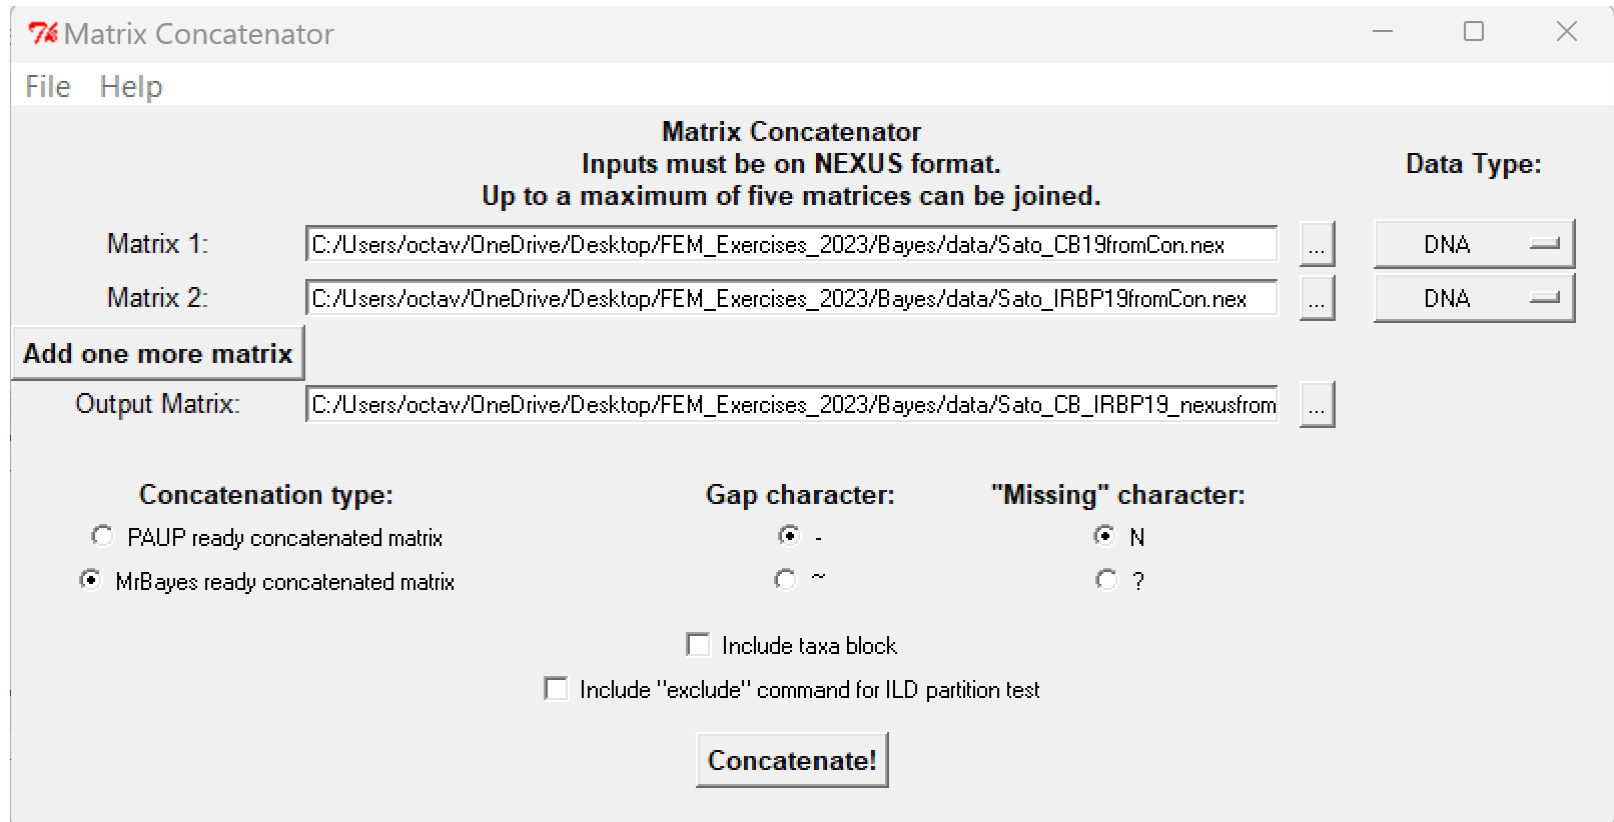 Matrix Concatenator
File Help
Matrix Concatenator
Inputs must be on NEXUS format.
Up to a maximum of five matrices can be joined.
Data Type:
Matrix 1: C:/Users/octav/OneDrive/Desktop/FEM_Exercises_2023/Bayes/data/Sato_CB19fromCon.nex ... DNA
Matrix 2: C:/Users/octav/OneDrive/Desktop/FEM_Exercises_2023/Bayes/data/Sato_IRBP19fromCon.nex ... DNA
Add one more matrix
Output Matrix: C:/Users/octav/OneDrive/Desktop/FEM_Exercises_2023/Bayes/data/Sato_CB_IRBP19_nexusfrom ...
Concatenation type: Gap character: "Missing" character:
PAUP ready concatenated matrix - N
MrBayes ready concatenated matrix ~ ?
Include taxa block
Include "exclude" command for ILD partition test
Concatenate!